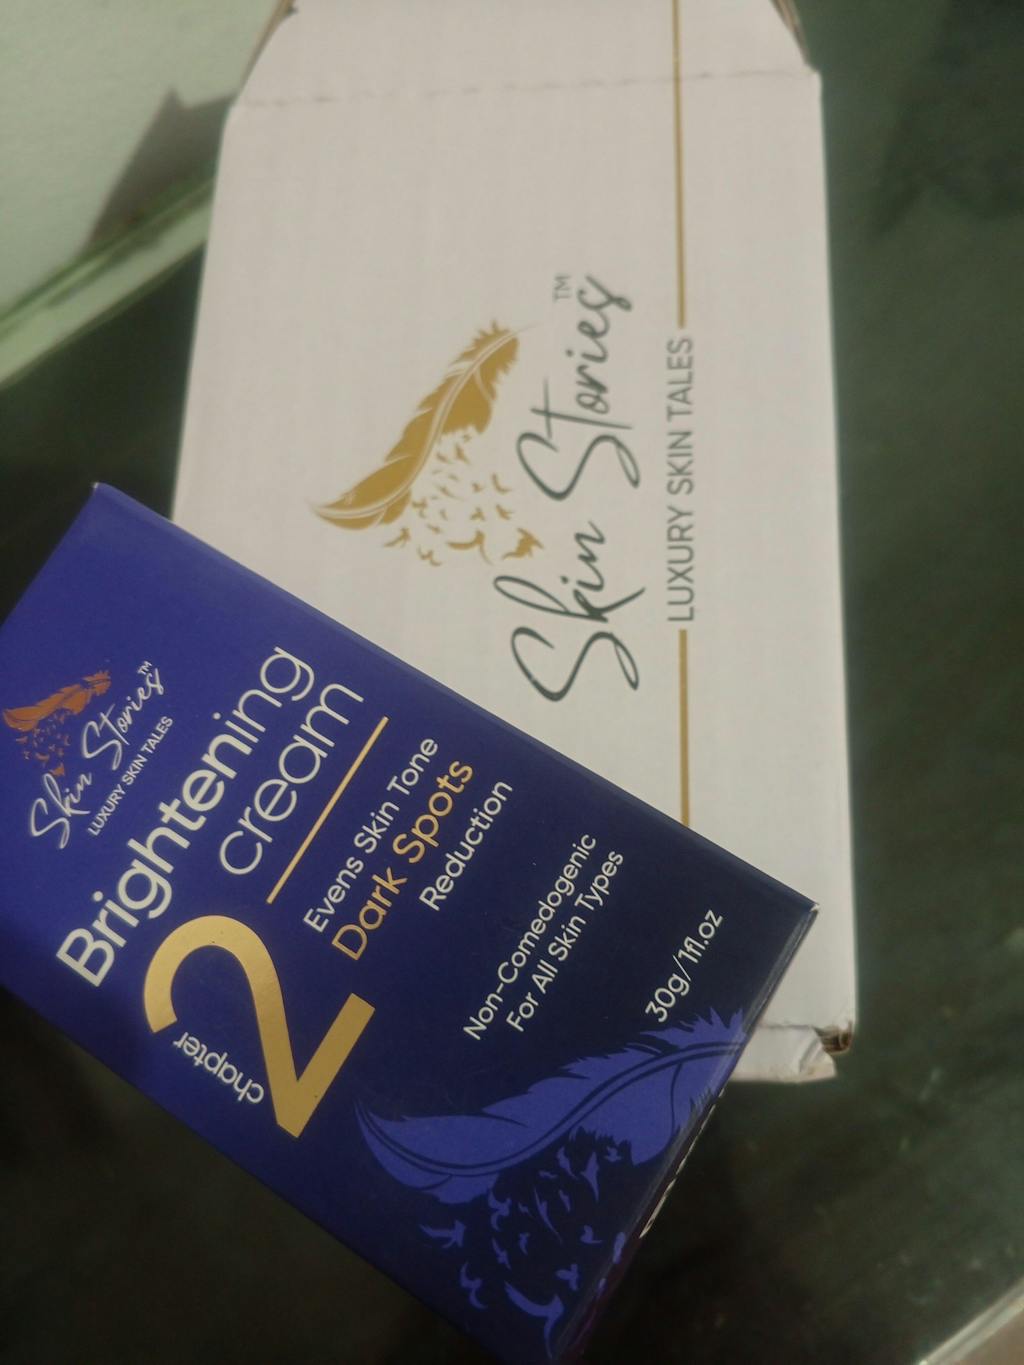 Skin Stories™
LUXURY SKIN TALES
Skin Stories™
LUXURY SKIN TALES
Brightening
cream
chapter
2
Evens Skin Tone
Dark Spots
Reduction
Non-Comedogenic
For All Skin Types
30g/1fl.oz